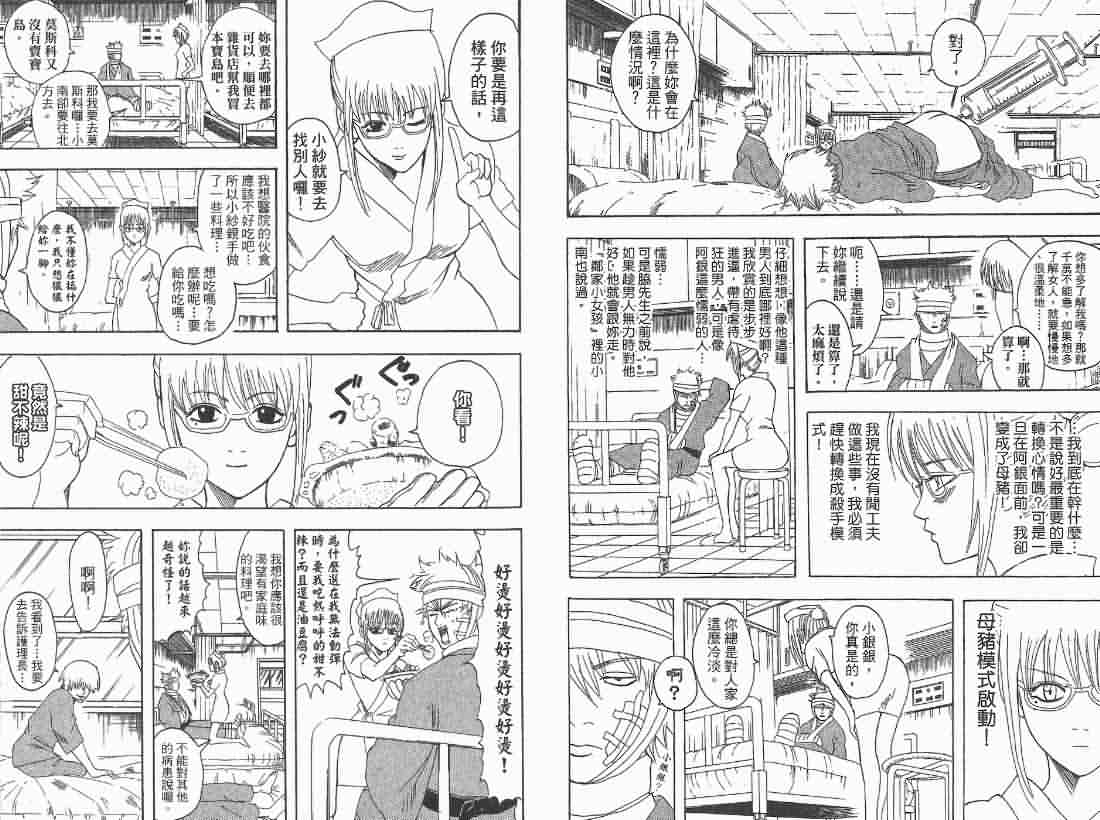 對了，
為什麼妳會在
這裡？這是什
麼情況啊？
你想多了解我嗎？那就
千萬不能急，如果想多
了解女人，就要慢慢地
、很溫柔地……
啊…那就
算了。
呃……還是請
妳繼續說
下去。
還是算了，
太麻煩了。
仔細想想，像他這種
男人到底哪裡好啊？
我欣賞的是步步
進逼，帶有虐待
狂的男人，可是像
阿銀這麼懦弱的人…
懦弱…
可是脇先生之前說，
如果趁男人無力時對他
好，他就會跟妳走。
『鄰家小女孩』裡的小
南也說過。
…我到底在幹什麼…
不是說好最重要的是
轉換心情嗎？可是一
旦在阿銀面前，我卻
變成了母豬！
我現在沒有閒工夫
做這些事，我必須
趕快轉換成殺手模
式！
母豬模式啟動！
小銀銀，
你真是的，
你總是對人家
這麼冷淡。
啊？
小銀銀？
你要是再這
樣子的話，
小紗就要去
找別人囉！
妳要去哪裡都
可以，順便去
雜貨店幫我買
本寶島吧。
那我要去莫
斯科囉…小
南卻要往北
方去。
莫斯科又
沒有賣寶
島。
我想醫院的伙食
應該不好吃吧…
所以小紗親手做
了一些料理…
想吃嗎？怎
麼辦呢…要
給你吃嗎…
我不懂妳在搞什
麼，我只想狠狠
給妳一腳。
你看！
竟然是
甜不辣呢！
好燙好燙好燙好燙好燙！
為什麼選在我無法動彈
時，要我吃熱呼呼的甜不
辣？而且還是油豆腐？
我想你應該很
渴望有家庭味
的料理吧。
妳說的話越來
越奇怪了！
不能對其他
的病患說囉。
啊啊！
我看到了…我要
去告訴護理長…